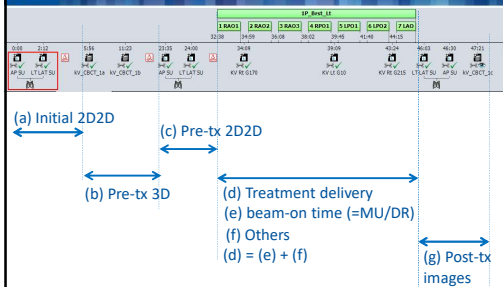 1P_Best_Lt
1 RAO1 2 RAO2 3 RAO3 4 RPO1 5 LPO1 6 LPO2 7 LAO
32:38 34:59 36:08 38:02 39:45 41:40 44:15
0:00 2:12 5:56 11:23 23:35 24:00 34:09 39:09 43:24 46:03 46:30 47:21
AP SU LT LAT SU kV_CBCT_1a kV_CBCT_1b AP SU LT LAT SU KV Rt G170 KV Lt G10 KV Rt G215 LT LAT SU AP SU kV_CBCT_1c
(a) Initial 2D2D
(c) Pre-tx 2D2D
(b) Pre-tx 3D
(d) Treatment delivery
(e) beam-on time (=MU/DR)
(f) Others
(d) = (e) + (f)
(g) Post-tx
images